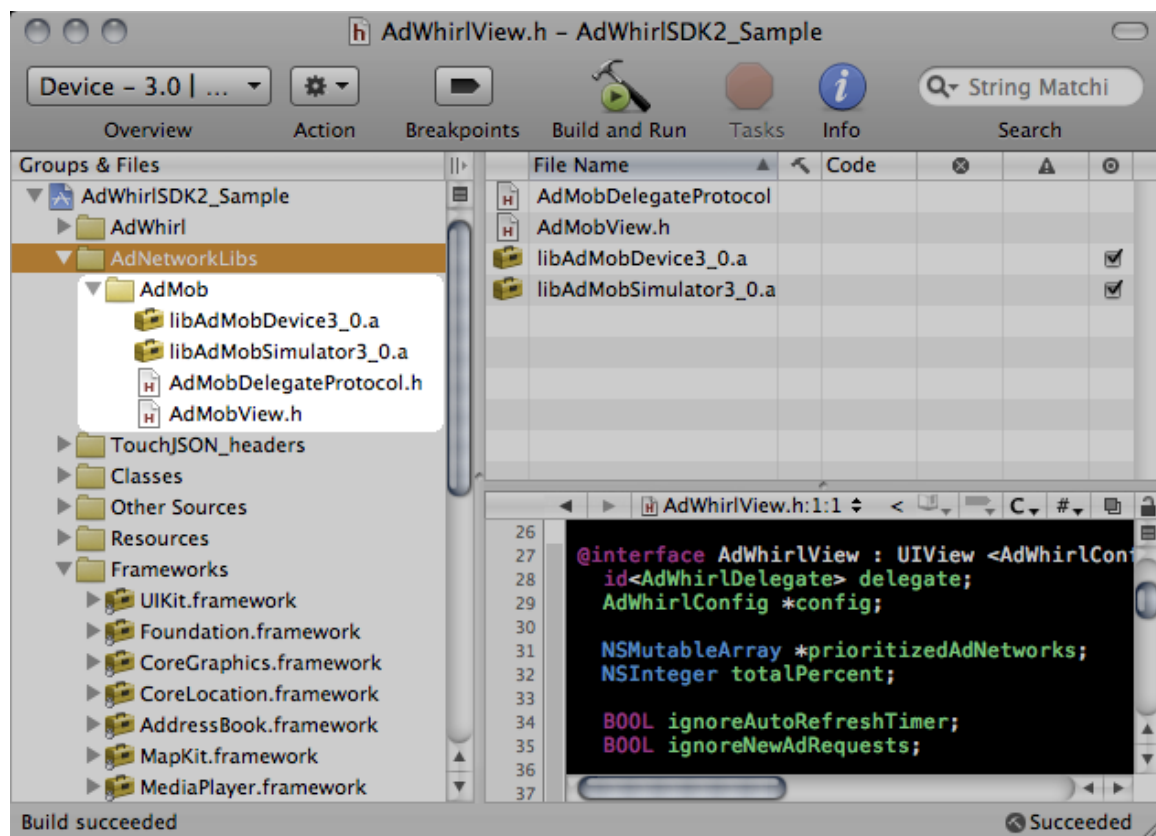 AdWhirlView.h – AdWhirlSDK2_Sample
Device – 3.0 | ...
String Matchi
Overview Action Breakpoints Build and Run Tasks Info Search
Groups & Files
AdWhirlSDK2_Sample
AdWhirl
AdNetworkLibs
AdMob
libAdMobDevice3_0.a
libAdMobSimulator3_0.a
AdMobDelegateProtocol.h
AdMobView.h
TouchJSON_headers
Classes
Other Sources
Resources
Frameworks
UIKit.framework
Foundation.framework
CoreGraphics.framework
CoreLocation.framework
AddressBook.framework
MapKit.framework
MediaPlayer.framework
File Name Code
AdMobDelegateProtocol
AdMobView.h
libAdMobDevice3_0.a
libAdMobSimulator3_0.a
AdWhirlView.h:1:1 < C #
26
27 @interface AdWhirlView : UIView <AdWhirlConf
28 id<AdWhirlDelegate> delegate;
29 AdWhirlConfig *config;
30
31 NSMutableArray *prioritizedAdNetworks;
32 NSInteger totalPercent;
33
34 BOOL ignoreAutoRefreshTimer;
35 BOOL ignoreNewAdRequests;
36
37
Build succeeded
Succeeded